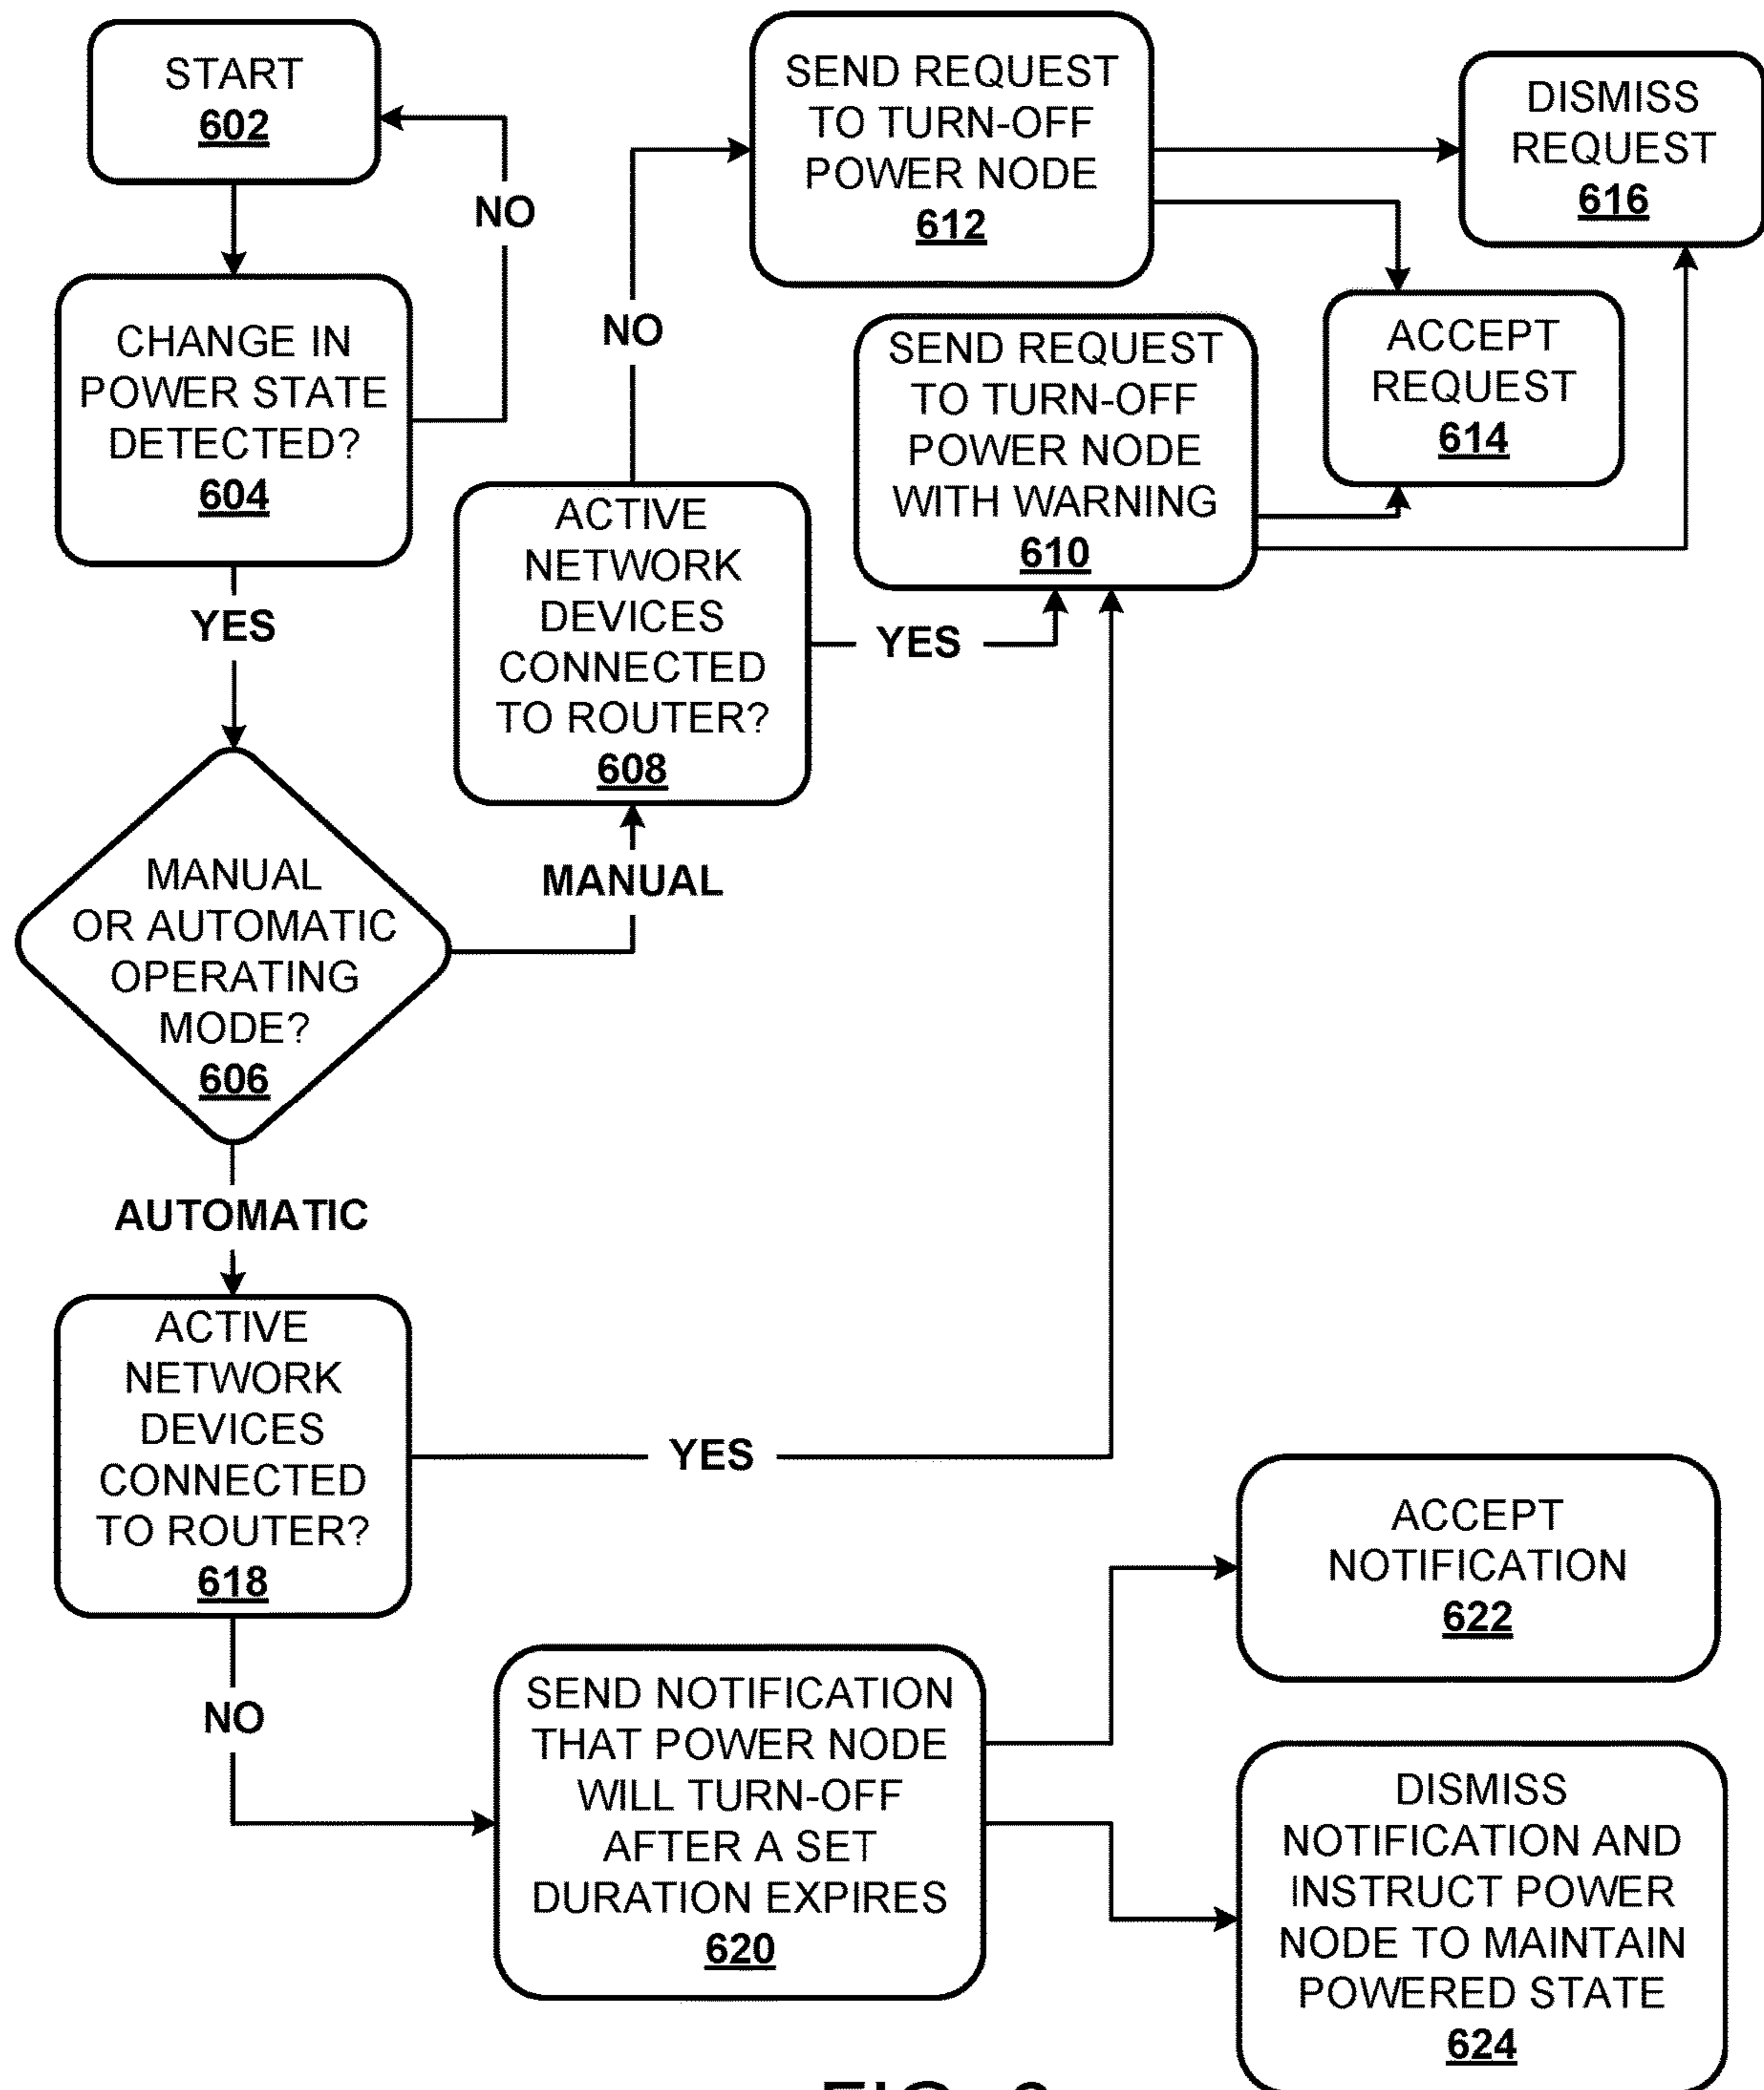 START
602
NO
CHANGE IN
POWER STATE
DETECTED?
604
YES
MANUAL
OR AUTOMATIC
OPERATING
MODE?
606
MANUAL
ACTIVE
NETWORK
DEVICES
CONNECTED
TO ROUTER?
608
NO
SEND REQUEST
TO TURN-OFF
POWER NODE
612
YES
SEND REQUEST
TO TURN-OFF
POWER NODE
WITH WARNING
610
DISMISS
REQUEST
616
ACCEPT
REQUEST
614
AUTOMATIC
ACTIVE
NETWORK
DEVICES
CONNECTED
TO ROUTER?
618
YES
NO
SEND NOTIFICATION
THAT POWER NODE
WILL TURN-OFF
AFTER A SET
DURATION EXPIRES
620
ACCEPT
NOTIFICATION
622
DISMISS
NOTIFICATION AND
INSTRUCT POWER
NODE TO MAINTAIN
POWERED STATE
624